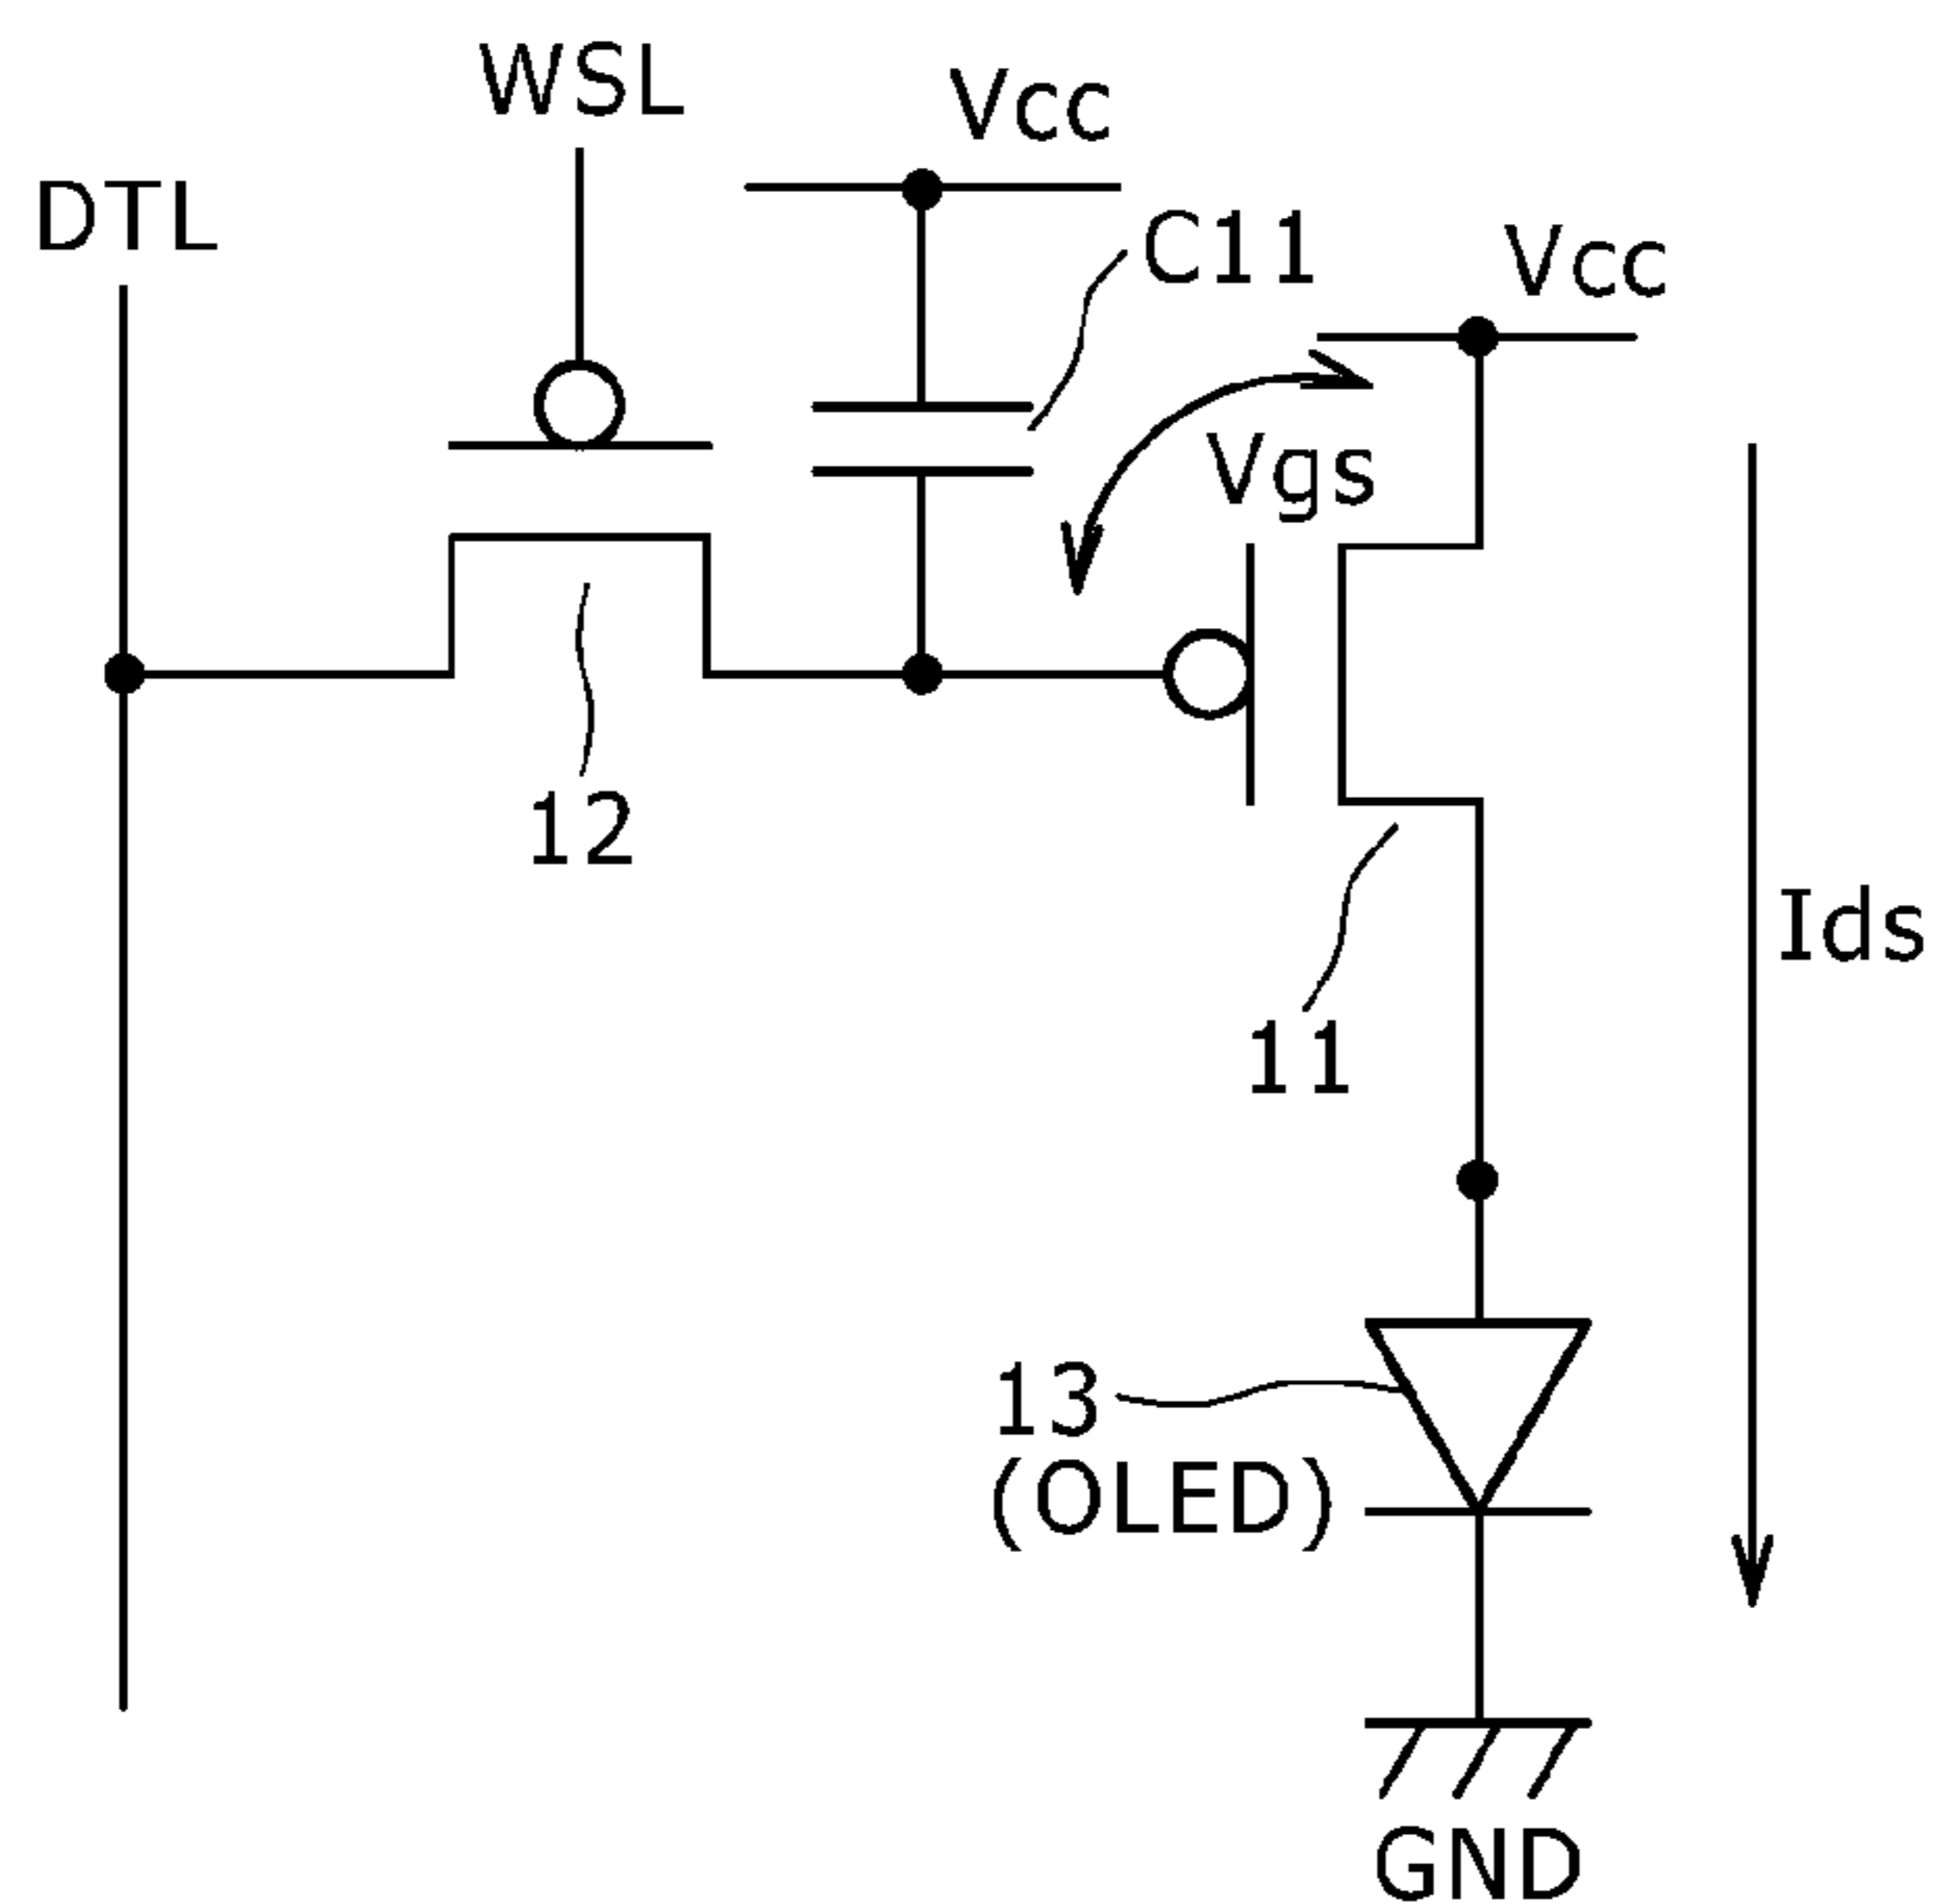 WSL
Vcc
DTL
C11
Vcc
Vgs
12
Ids
11
13
(OLED)
GND